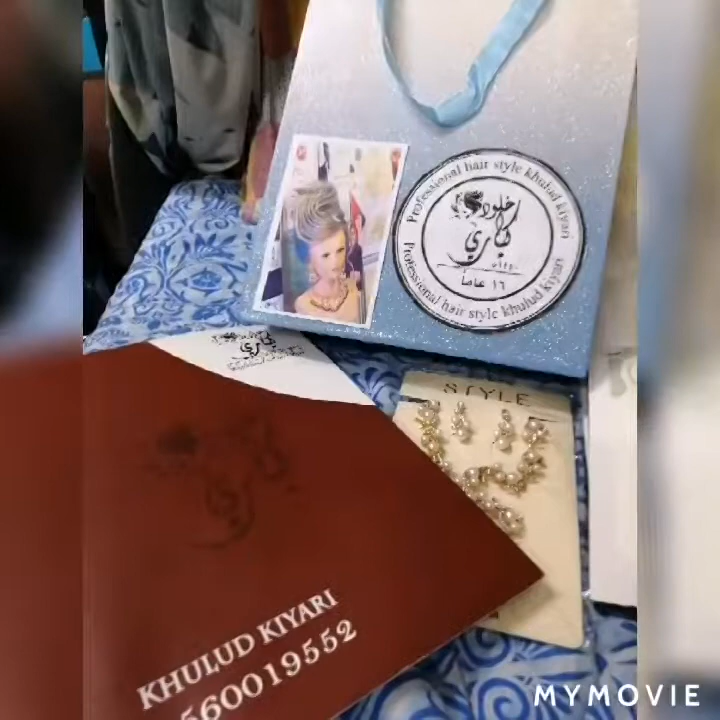 Professional hair style khulud kiyari
خلود
كياري
١٦ عاما
Professional hair style khulud kiyari
STYLE
KHULUD KIYARI
560019552
MYMOVIE